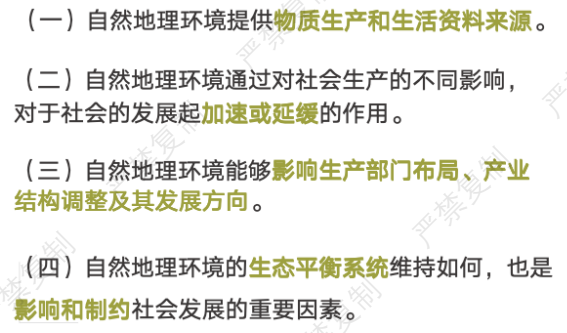 （一）自然地理环境提供物质生产和生活资料来源。
（二）自然地理环境通过对社会生产的不同影响，
对于社会的发展起加速或延缓的作用。
（三）自然地理环境能够影响生产部门布局、产业
结构调整及其发展方向。
（四）自然地理环境的生态平衡系统维持如何，也是
影响和制约社会发展的重要因素。
严禁复制
严禁复制
严禁复制
禁复制